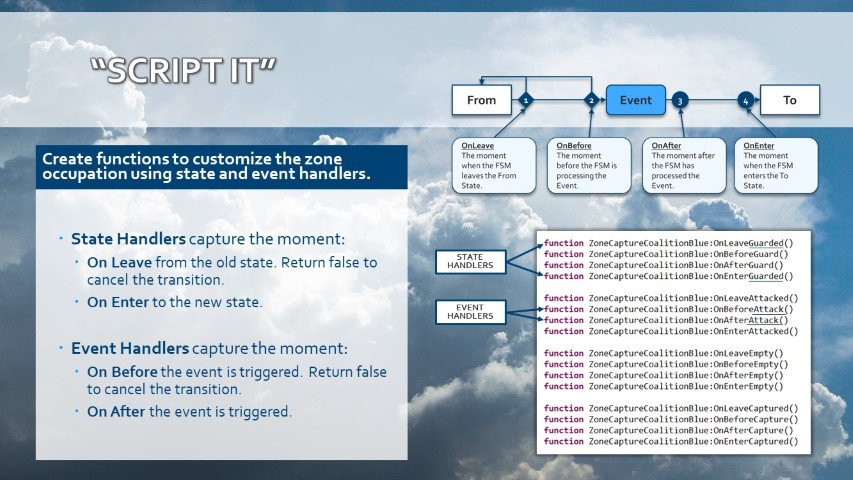 “SCRIPT IT”
Create functions to customize the zone
occupation using state and event handlers.
· State Handlers capture the moment:
· On Leave from the old state. Return false to
cancel the transition.
· On Enter to the new state.
· Event Handlers capture the moment:
· On Before the event is triggered. Return false
to cancel the transition.
· On After the event is triggered.
From
1
2
Event
3
4
To
OnLeave
The moment
when the FSM
leaves the From
State.
OnBefore
The moment
before the FSM is
processing the
Event.
OnAfter
The moment after
the FSM has
processed the
Event.
OnEnter
The moment
when the FSM
enters the To
State.
STATE
HANDLERS
EVENT
HANDLERS
function ZoneCaptureCoalitionBlue:OnLeaveGuarded()
function ZoneCaptureCoalitionBlue:OnBeforeGuard()
function ZoneCaptureCoalitionBlue:OnAfterGuard()
function ZoneCaptureCoalitionBlue:OnEnterGuarded()
function ZoneCaptureCoalitionBlue:OnLeaveAttacked()
function ZoneCaptureCoalitionBlue:OnBeforeAttack()
function ZoneCaptureCoalitionBlue:OnAfterAttack()
function ZoneCaptureCoalitionBlue:OnEnterAttacked()
function ZoneCaptureCoalitionBlue:OnLeaveEmpty()
function ZoneCaptureCoalitionBlue:OnBeforeEmpty()
function ZoneCaptureCoalitionBlue:OnAfterEmpty()
function ZoneCaptureCoalitionBlue:OnEnterEmpty()
function ZoneCaptureCoalitionBlue:OnLeaveCaptured()
function ZoneCaptureCoalitionBlue:OnBeforeCapture()
function ZoneCaptureCoalitionBlue:OnAfterCapture()
function ZoneCaptureCoalitionBlue:OnEnterCaptured()